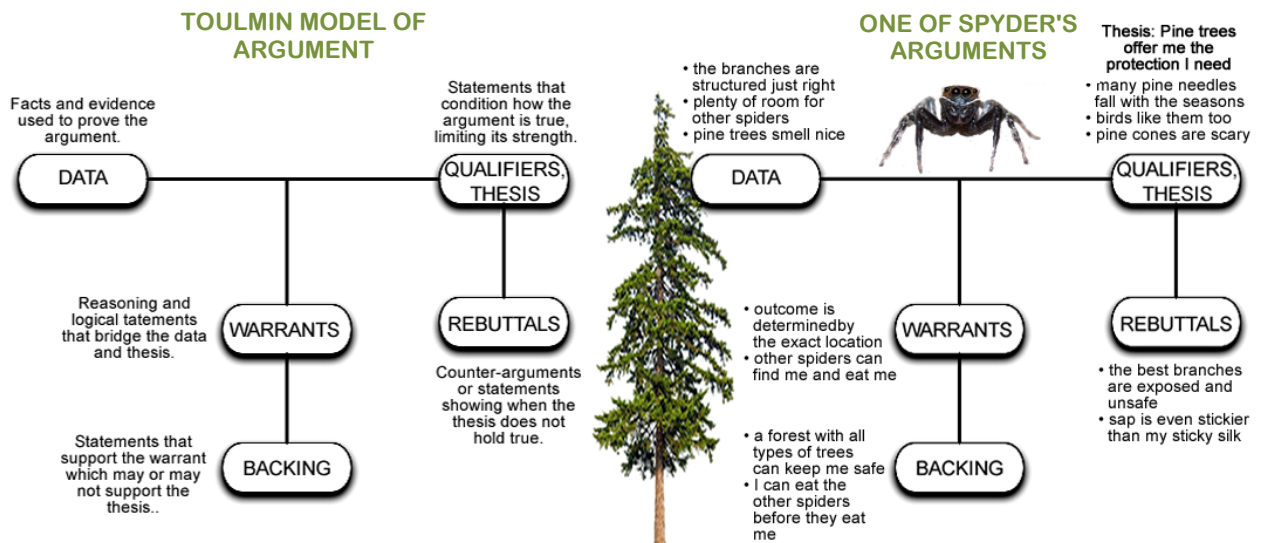 TOULMIN MODEL OF
ARGUMENT
Facts and evidence
used to prove the
argument.
DATA
Statements that
condition how the
argument is true,
limiting its strength.
QUALIFIERS,
THESIS
Reasoning and
logical tatements
that bridge the data
and thesis.
WARRANTS
REBUTTALS
Counter-arguments
or statements
showing when the
thesis does not
hold true.
Statements that
support the warrant
which may or may
not support the
thesis..
BACKING
ONE OF SPYDER'S
ARGUMENTS
• the branches are
structured just right
• plenty of room for
other spiders
• pine trees smell nice
DATA
Thesis: Pine trees
offer me the
protection I need
• many pine needles
fall with the seasons
• birds like them too
• pine cones are scary
QUALIFIERS,
THESIS
• outcome is
determinedby
the exact location
• other spiders can
find me and eat me
WARRANTS
REBUTTALS
• the best branches
are exposed and
unsafe
• sap is even stickier
than my sticky silk
• a forest with all
types of trees
can keep me safe
• I can eat the
other spiders
before they eat
me
BACKING